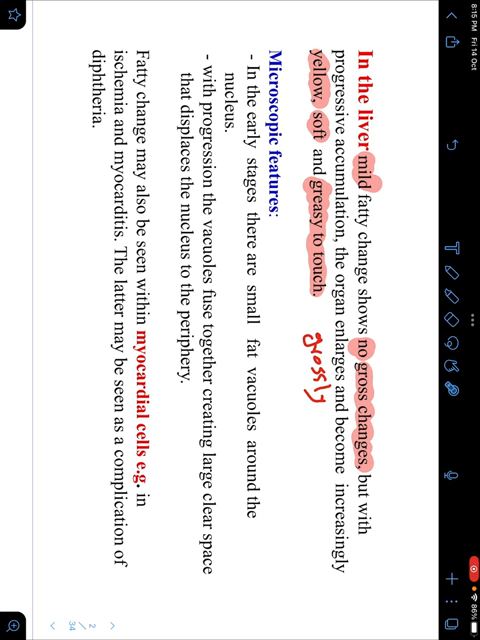 8:15 PM Fri 14 Oct
86%
In the liver mild fatty change shows no gross changes, but with
progressive accumulation, the organ enlarges and become increasingly
yellow, soft and greasy to touch.
grossly
Microscopic features:
- In the early stages there are small fat vacuoles around the
nucleus.
- with progression the vacuoles fuse together creating large clear space
that displaces the nucleus to the periphery.
Fatty change may also be seen within myocardial cells e.g. in
ischemia and myocarditis. The latter may be seen as a complication of
diphtheria.
2 / 34